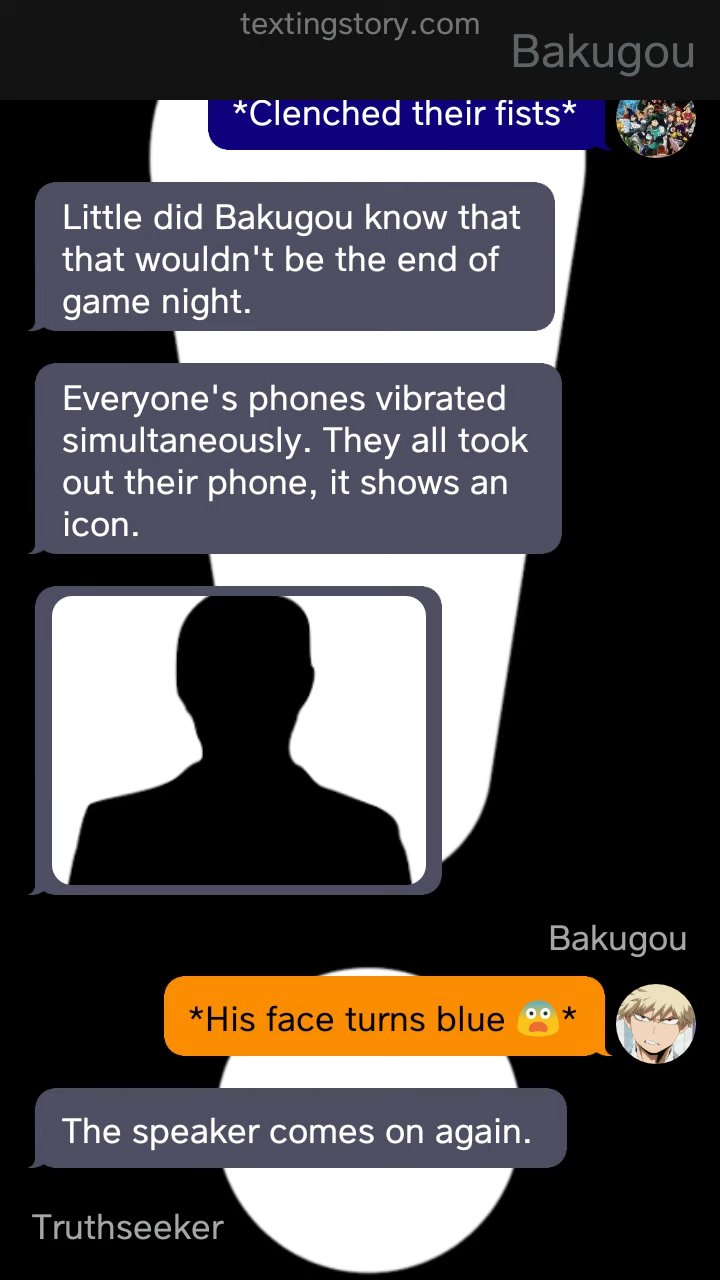 textingstory.com
Bakugou
*Clenched their fists*
Little did Bakugou know that
that wouldn't be the end of
game night.
Everyone's phones vibrated
simultaneously. They all took
out their phone, it shows an
icon.
Bakugou
*His face turns blue 😨*
The speaker comes on again.
Truthseeker